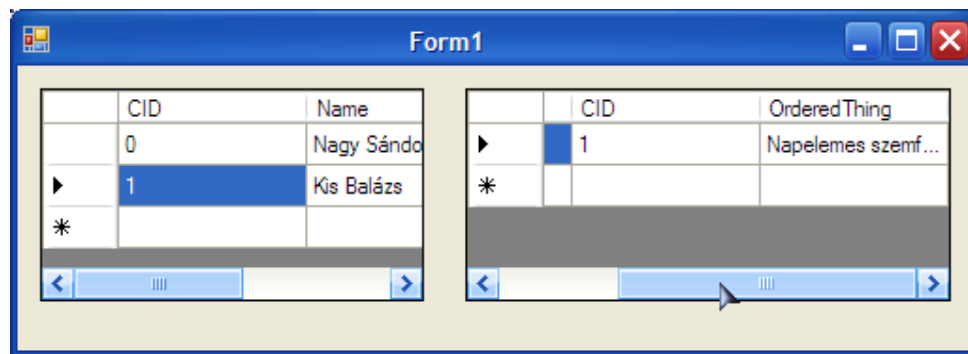 Form1
CID Name
0 Nagy Sándo
1 Kis Balázs
CID OrderedThing
1 Napelemes szemf...